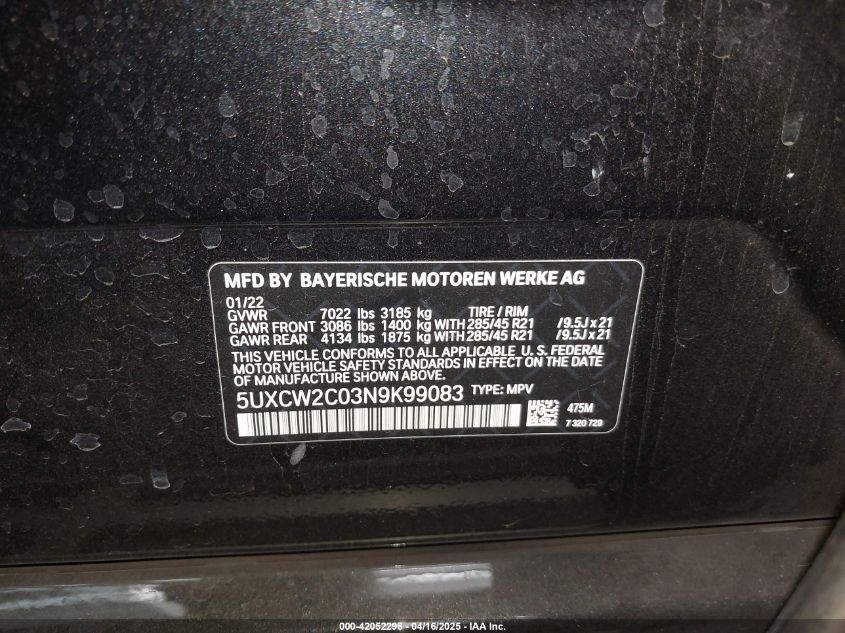 MFD BY BAYERISCHE MOTOREN WERKE AG
01/22
GVWR 7022 lbs 3185 kg TIRE / RIM
GAWR FRONT 3086 lbs 1400 kg WITH 285/45 R21 /9.5J x 21
GAWR REAR 4134 lbs 1875 kg WITH 285/45 R21 /9.5J x 21
THIS VEHICLE CONFORMS TO ALL APPLICABLE U. S. FEDERAL
MOTOR VEHICLE SAFETY STANDARDS IN EFFECT ON THE DATE
OF MANUFACTURE SHOWN ABOVE.
5UXCW2C03N9K99083 TYPE: MPV
475M
7 320 729
000-42052298 - 04/16/2025 - IAA Inc.